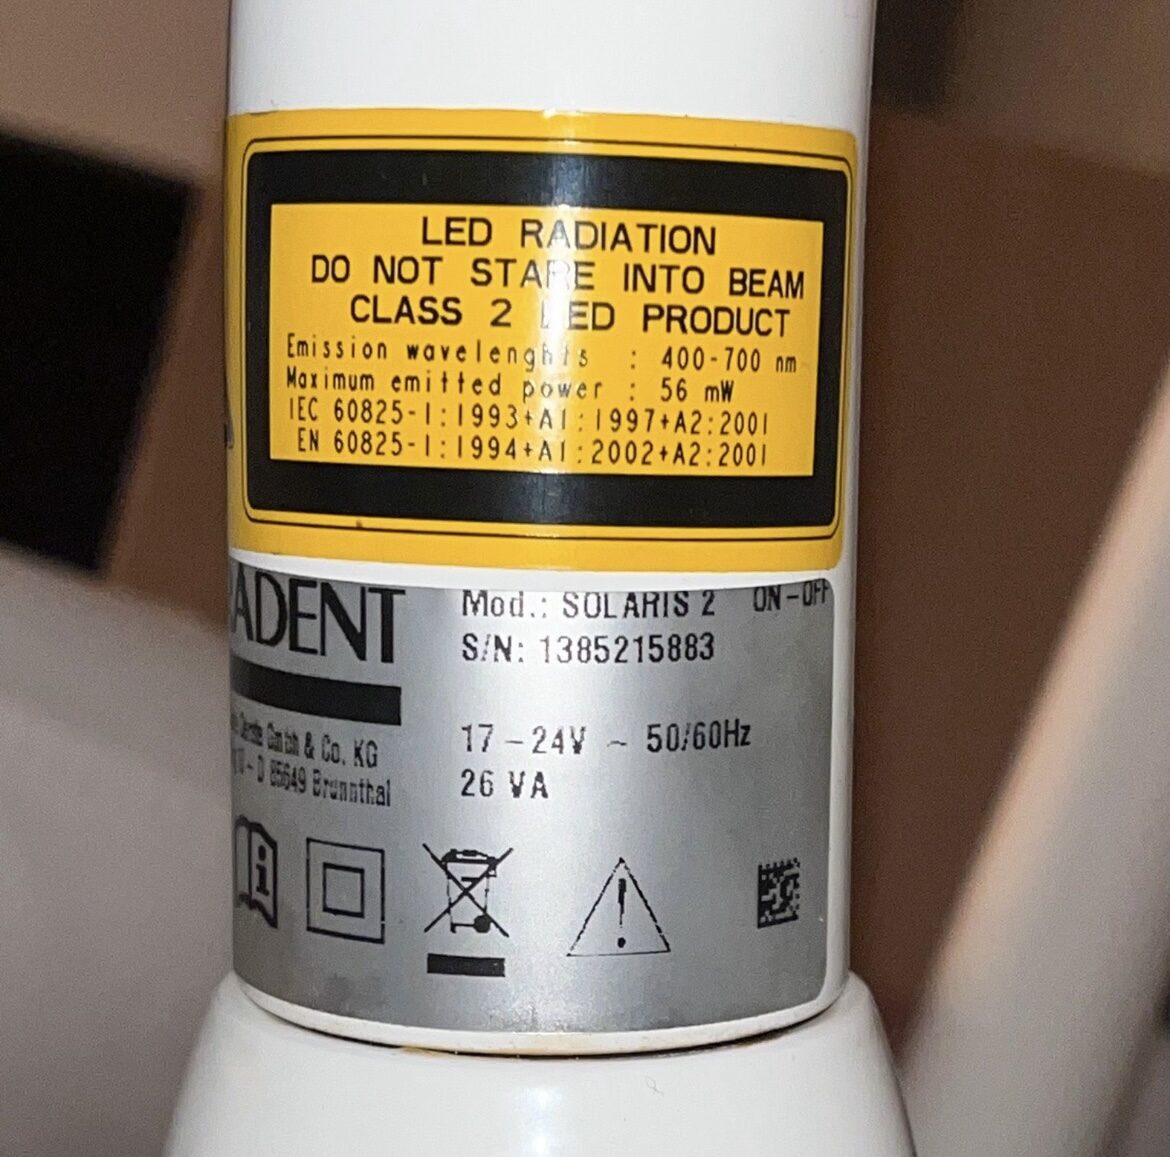 LED RADIATION
DO NOT STARE INTO BEAM
CLASS 2 LED PRODUCT
Emission wavelenghts : 400-700 nm
Maximum emitted power : 56 mW
IEC 60825-1:1993+A1:1997+A2:2001
EN 60825-1:1994+A1:2002+A2:2001
ADENT
Mod.: SOLARIS 2 ON-OFF
S/N: 1385215883
17-24V ~ 50/60Hz
26 VA
GmbH & Co. KG
D 85649 Brunnthal